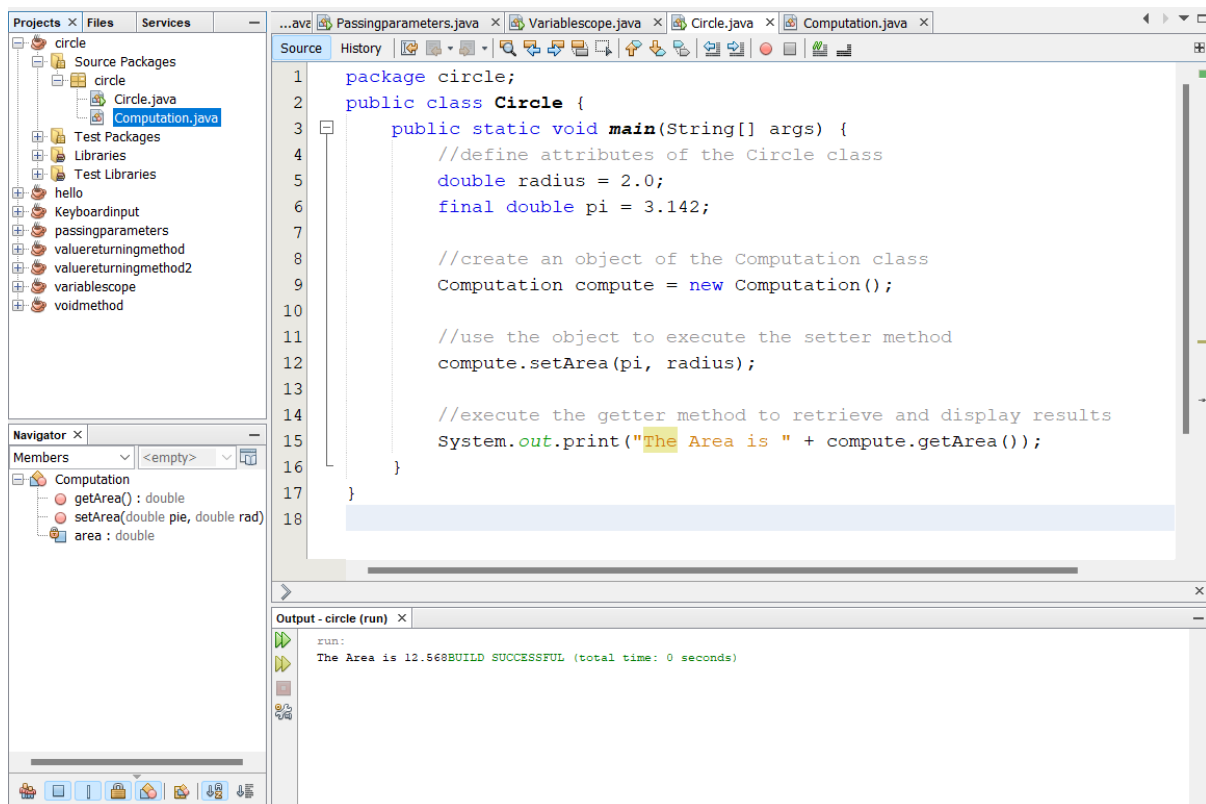 Projects × Files Services
circle
Source Packages
circle
Circle.java
Computation.java
Test Packages
Libraries
Test Libraries
hello
Keyboardinput
passingparameters
valuereturningmethod
valuereturningmethod2
variablescope
voidmethod
Navigator ×
Members <empty>
Computation
getArea() : double
setArea(double pie, double rad)
area : double
...ava Passingparameters.java × Variablescope.java × Circle.java × Computation.java ×
Source History
1 package circle;
2 public class Circle {
3 public static void main(String[] args) {
4 //define attributes of the Circle class
5 double radius = 2.0;
6 final double pi = 3.142;
7
8 //create an object of the Computation class
9 Computation compute = new Computation();
10
11 //use the object to execute the setter method
12 compute.setArea(pi, radius);
13
14 //execute the getter method to retrieve and display results
15 System.out.print("The Area is " + compute.getArea());
16 }
17 }
18
Output - circle (run) ×
run:
The Area is 12.568BUILD SUCCESSFUL (total time: 0 seconds)